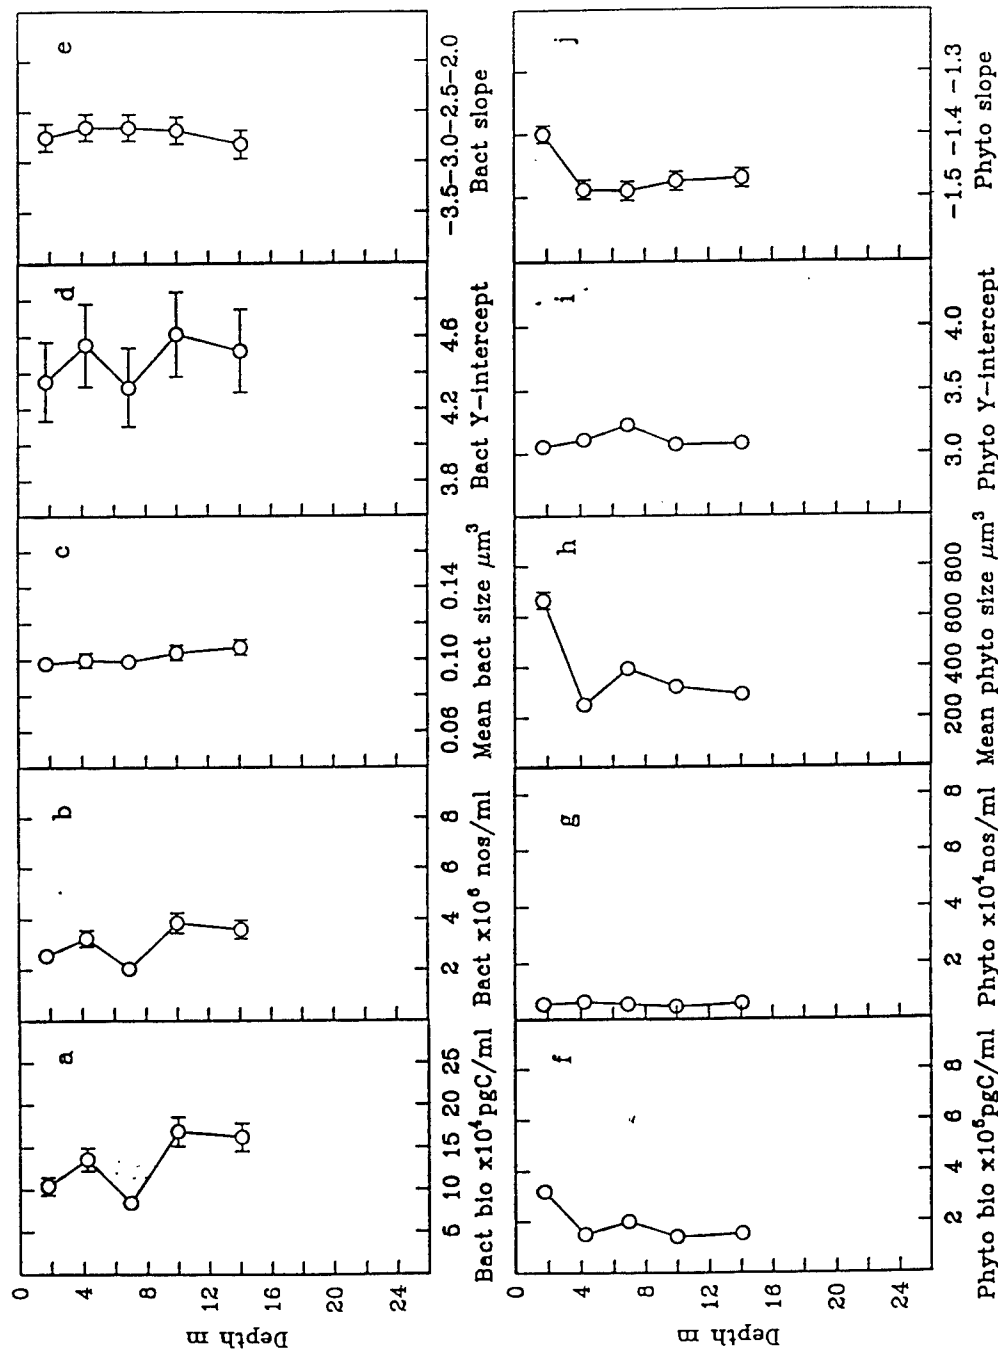 0
4
8
12
16
20
24
Depth m
a
5 10 15 20 25
Bact bio x10⁴pgC/ml
b
2 4 6 8
Bact x10⁶ nos/ml
c
0.06 0.10 0.14
Mean bact size μm³
d
3.8 4.2 4.6
Bact Y-intercept
e
-3.5-3.0-2.5-2.0
Bact slope
0
4
8
12
16
20
24
Depth m
f
2 4 6 8
Phyto bio x10⁵pgC/ml
g
2 4 6 8
Phyto x10⁴nos/ml
h
200 400 600 800
Mean phyto size μm³
i
3.0 3.5 4.0
Phyto Y-intercept
j
-1.5 -1.4 -1.3
Phyto slope